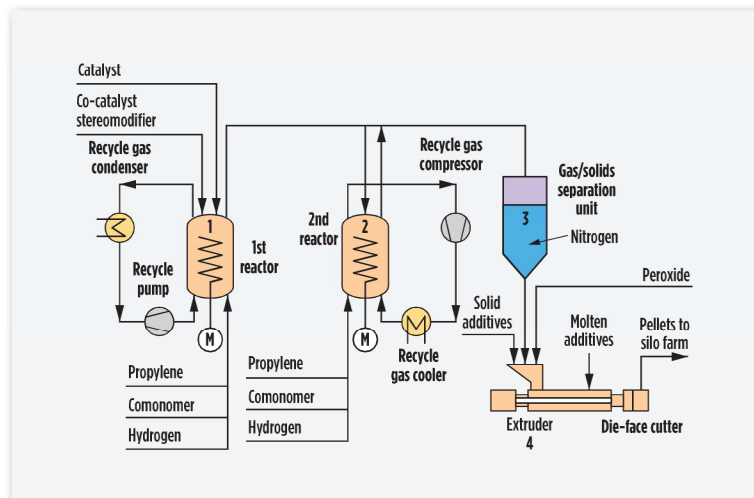 Catalyst
Co-catalyst
stereomodifier
Recycle gas
condenser
Recycle gas
compressor
1
1st
reactor
2nd
reactor
2
Gas/solids
separation
unit
3
Nitrogen
Recycle
pump
M
M
Recycle
gas cooler
Peroxide
Solid
additives
Molten
additives
Pellets to
silo farm
Propylene
Comonomer
Hydrogen
Propylene
Comonomer
Hydrogen
Extruder
4
Die-face cutter